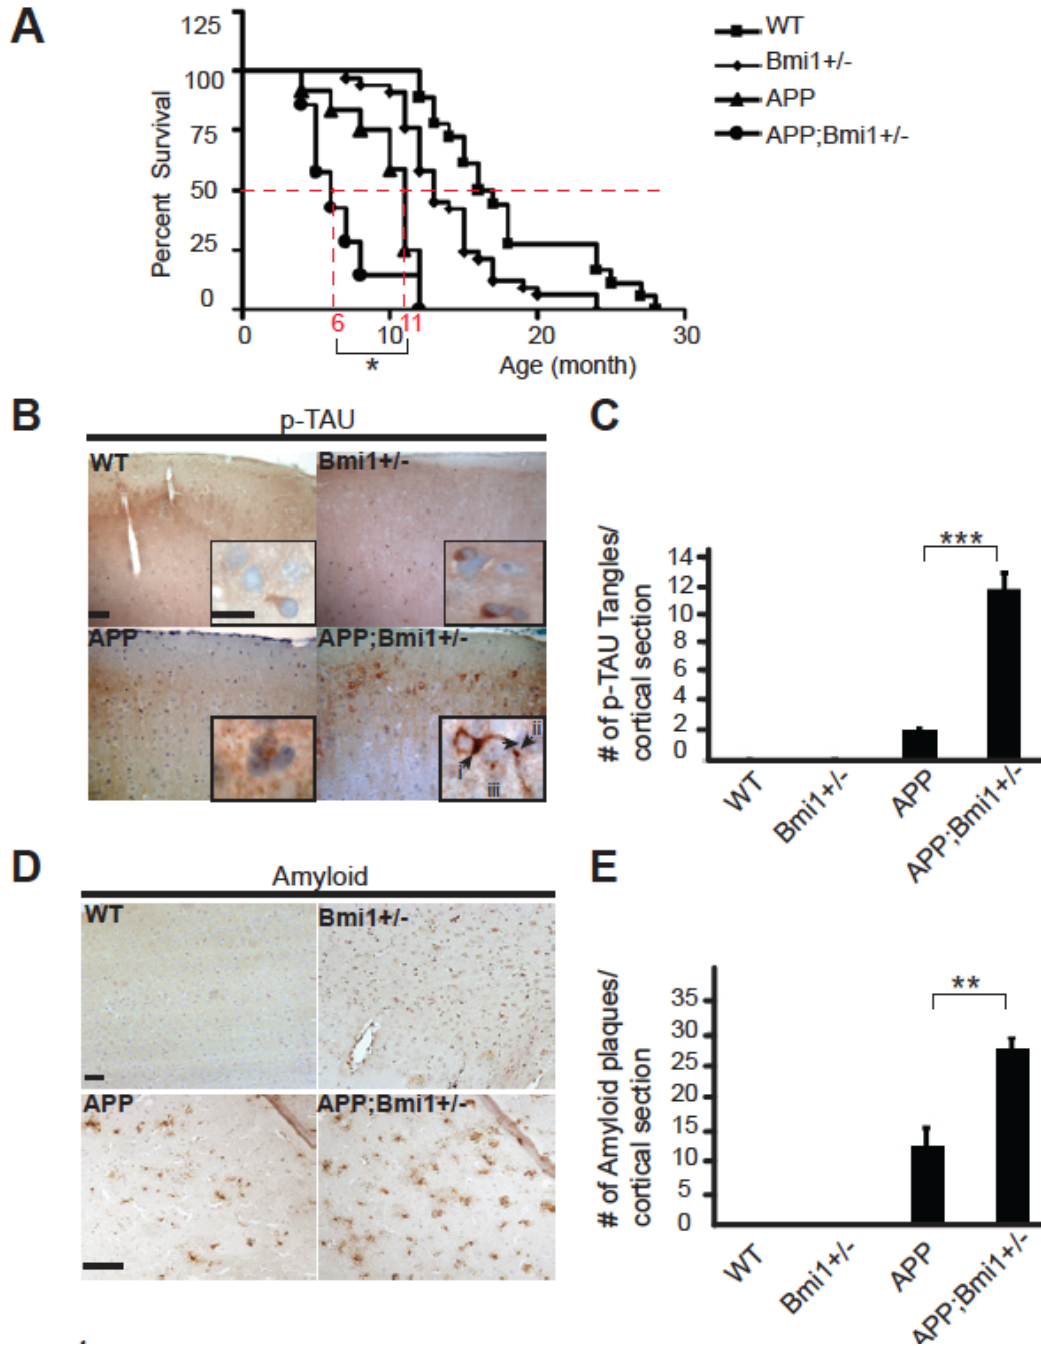 A
125
100
75
50
25
0
Percent Survival
0
6
10
11
20
30
*
Age (month)
WT
Bmi1+/-
APP
APP;Bmi1+/-
B
p-TAU
WT
Bmi1+/-
APP
APP;Bmi1+/-
i
ii
iii
C
# of p-TAU Tangles/
cortical section
14
12
10
8
6
4
2
0
***
WT
Bmi1+/-
APP
APP;Bmi1+/-
D
Amyloid
WT
Bmi1+/-
APP
APP;Bmi1+/-
E
# of Amyloid plaques/
cortical section
35
30
25
20
15
10
5
0
**
WT
Bmi1+/-
APP
APP;Bmi1+/-